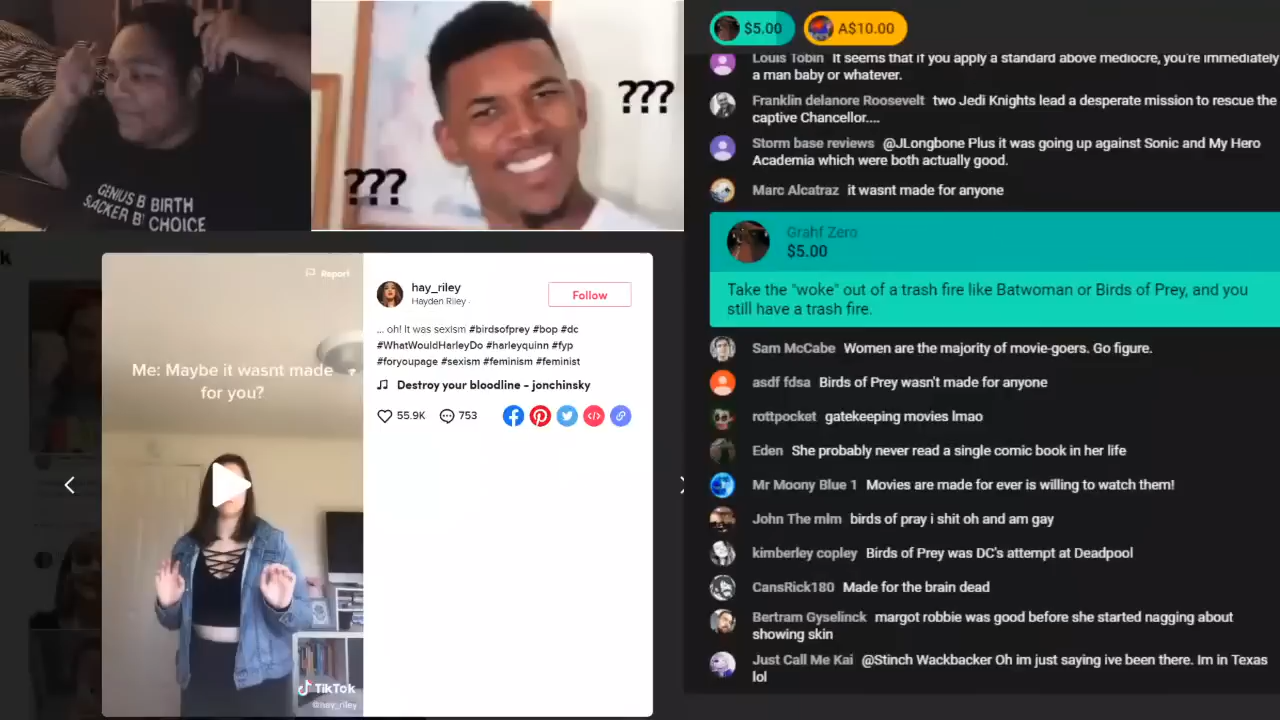 GENIUS B BIRTH
SLACKER BY CHOICE
???
???
k
Report
Me: Maybe it wasnt made
for you?
TikTok
@hay_riley
hay_riley
Hayden Riley ·
Follow
... oh! It was sexism #birdsofprey #bop #dc
#WhatWouldHarleyDo #harleyquinn #fyp
#foryoupage #sexism #feminism #feminist
Destroy your bloodline - jonchinsky
55.9K
753
$5.00
A$10.00
Louis Tobin It seems that if you apply a standard above mediocre, you're immediately
a man baby or whatever.
Franklin delanore Roosevelt two Jedi Knights lead a desperate mission to rescue the
captive Chancellor....
Storm base reviews @JLongbone Plus it was going up against Sonic and My Hero
Academia which were both actually good.
Marc Alcatraz it wasnt made for anyone
Grahf Zero
$5.00
Take the "woke" out of a trash fire like Batwoman or Birds of Prey, and you
still have a trash fire.
Sam McCabe Women are the majority of movie-goers. Go figure.
asdf fdsa Birds of Prey wasn't made for anyone
rottpocket gatekeeping movies lmao
Eden She probably never read a single comic book in her life
Mr Moony Blue 1 Movies are made for ever is willing to watch them!
John The mlm birds of pray i shit oh and am gay
kimberley copley Birds of Prey was DC's attempt at Deadpool
CansRick180 Made for the brain dead
Bertram Gyselinck margot robbie was good before she started nagging about
showing skin
Just Call Me Kai @Stinch Wackbacker Oh im just saying ive been there. Im in Texas
lol